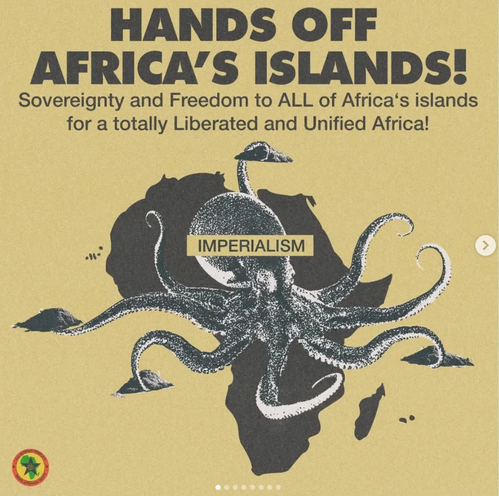 HANDS OFF
AFRICA'S ISLANDS!
Sovereignty and Freedom to ALL of Africa‘s islands
for a totally Liberated and Unified Africa!
IMPERIALISM